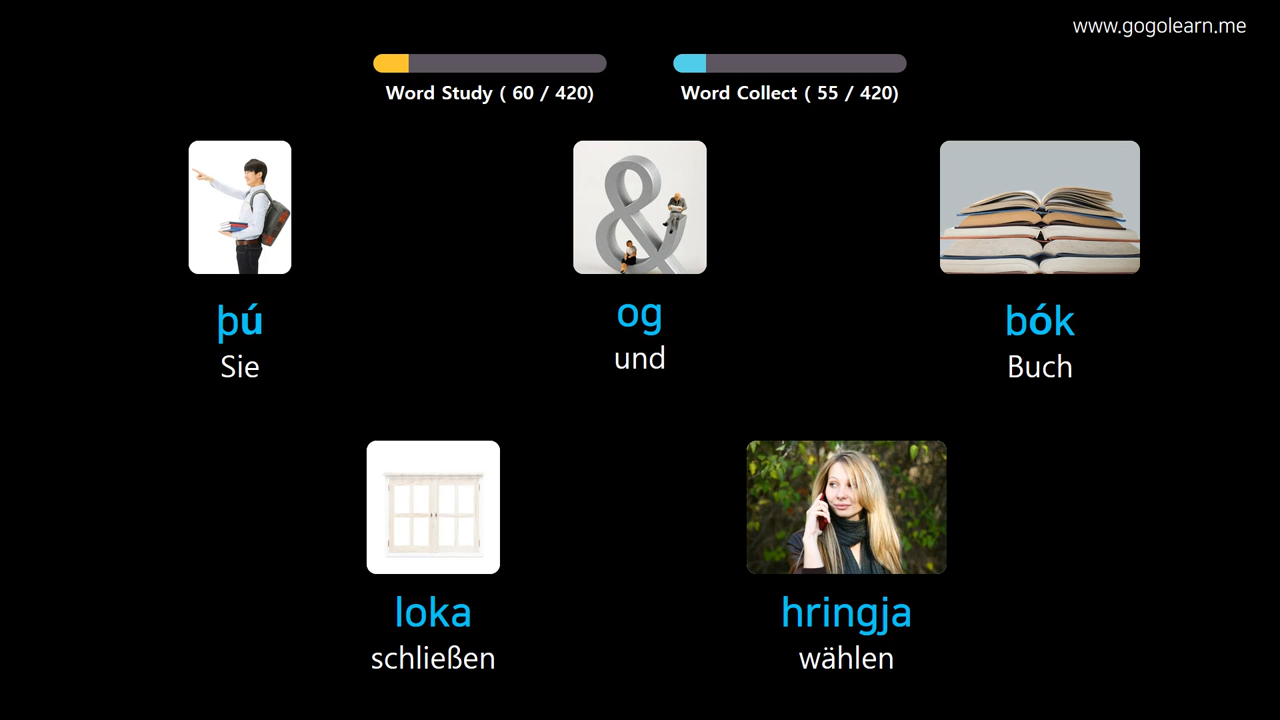 www.gogolearn.me
Word Study ( 60 / 420)
Word Collect ( 55 / 420)
þú
Sie
og
und
bók
Buch
loka
schließen
hringja
wählen